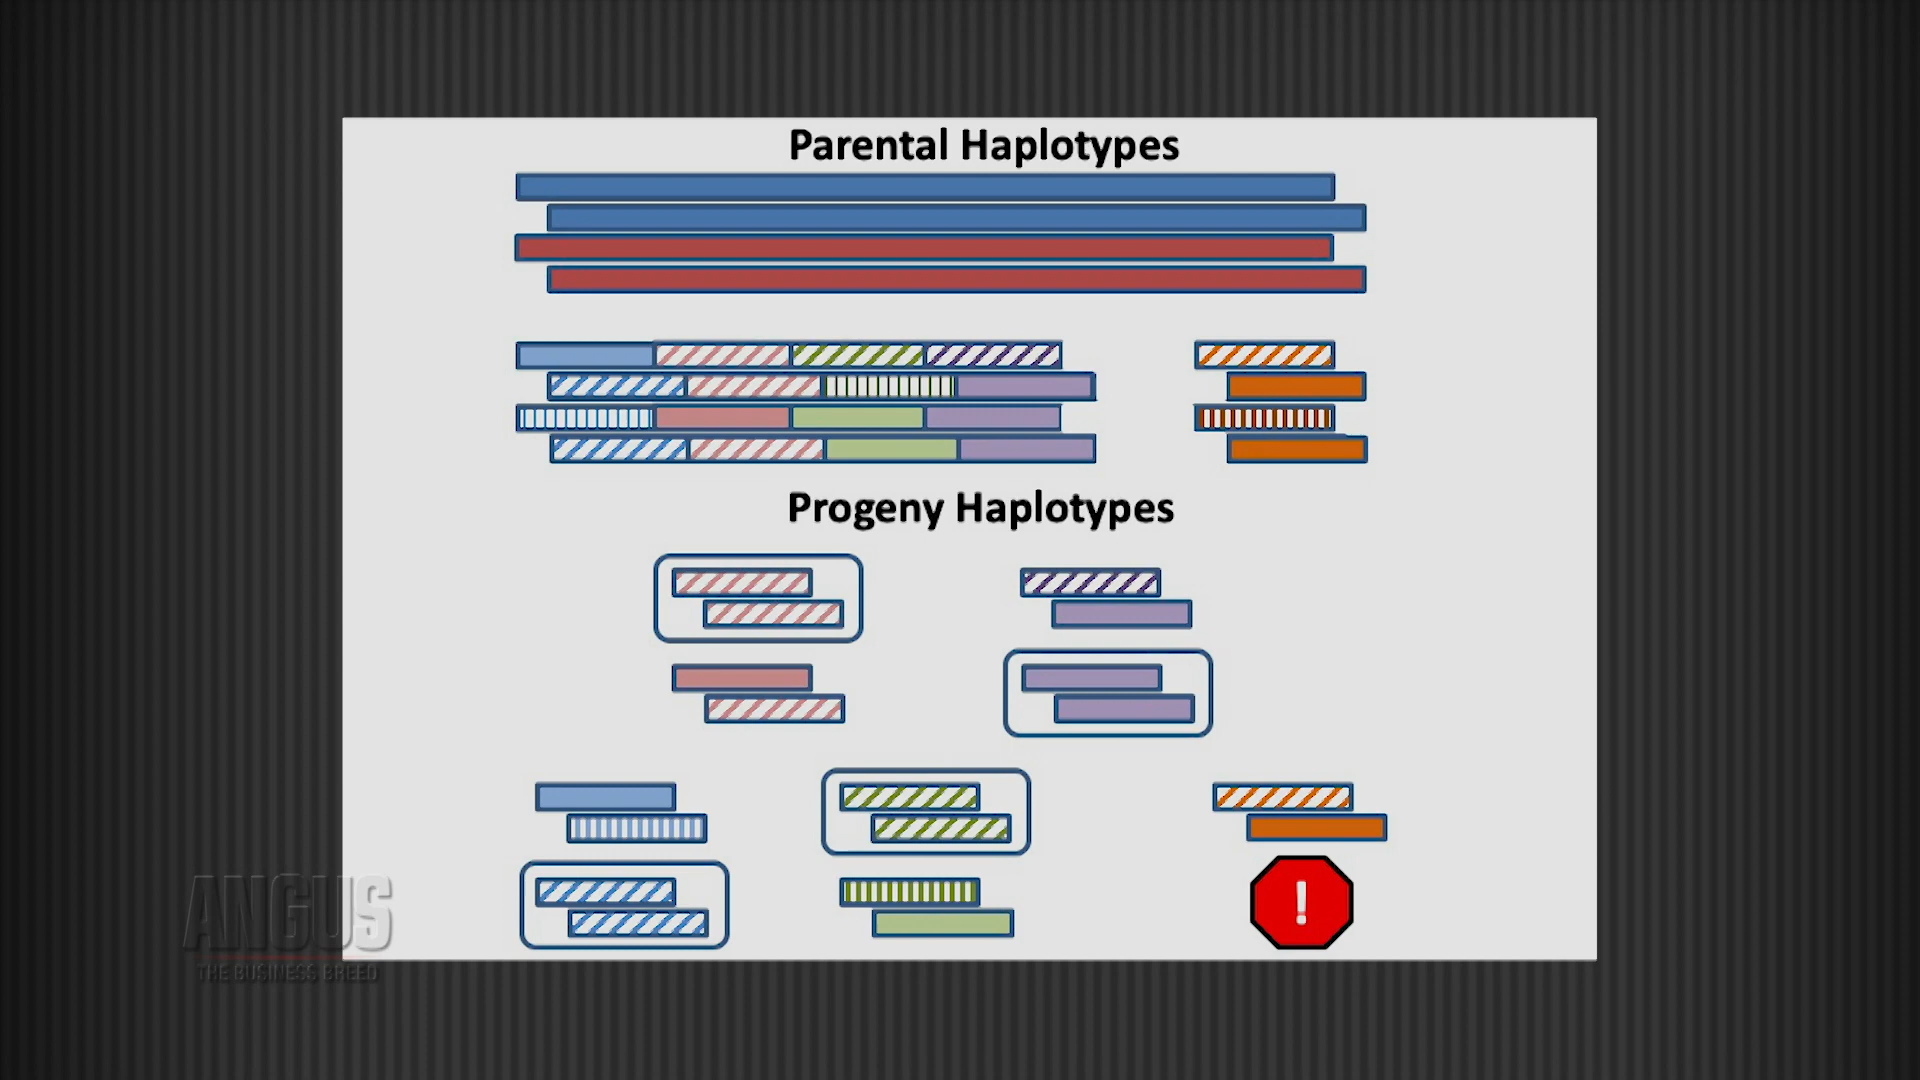 Parental Haplotypes
Progeny Haplotypes
!
ANGUS
THE BUSINESS BREED